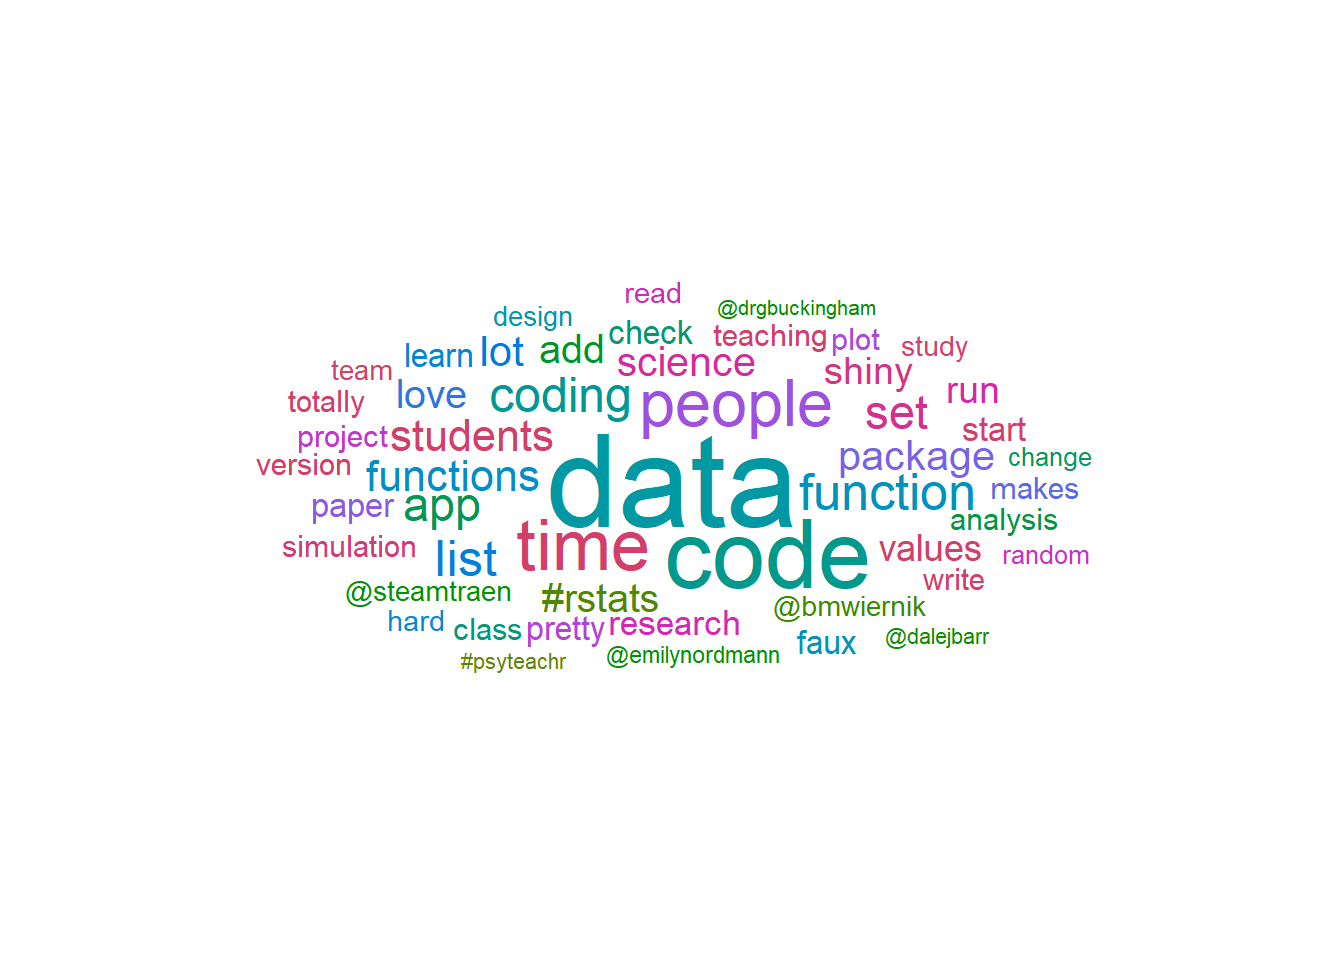 read
@drgbuckingham
design
check
teaching
plot
study
learn
lot
add
science
shiny
team
love
coding
people
set
run
totally
start
project
students
package
change
version
functions
data
function
makes
paper
app
analysis
simulation
list
time
code
values
random
@steamtraen
#rstats
@bmwiernik
write
hard
class
pretty
research
faux
@dalejbarr
#psyteachr
@emilynordmann